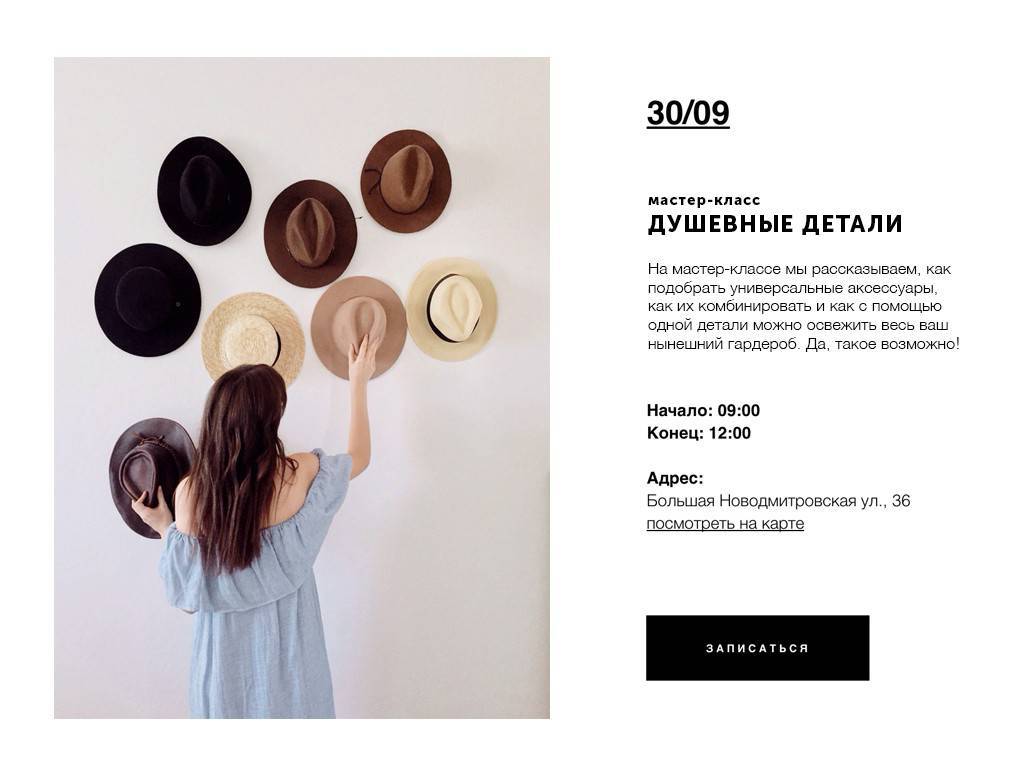 30/09
мастер-класс
ДУШЕВНЫЕ ДЕТАЛИ
На мастер-классе мы рассказываем, как
подобрать универсальные аксессуары,
как их комбинировать и как с помощью
одной детали можно освежить весь ваш
нынешний гардероб. Да, такое возможно!
Начало: 09:00
Конец: 12:00
Адрес:
Большая Новодмитровская ул., 36
посмотреть на карте
ЗАПИСАТЬСЯ